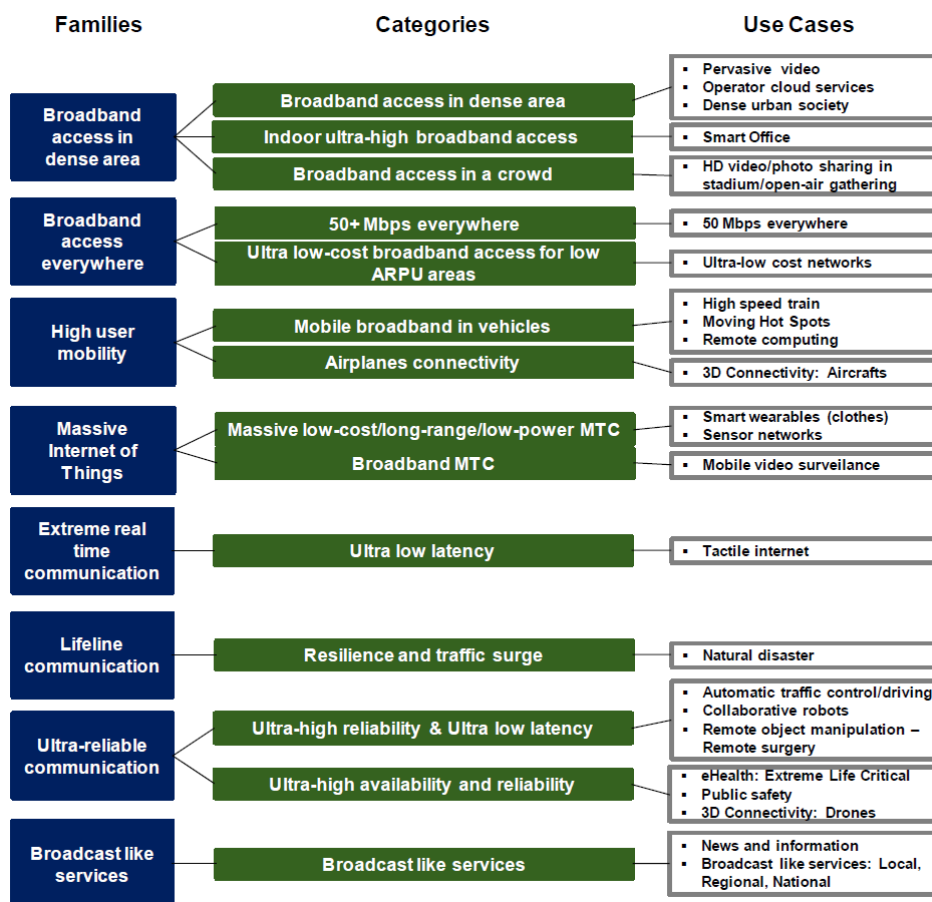 Families
Categories
Use Cases
Broadband
access in
dense area
Broadband access in dense area
▪ Pervasive video
▪ Operator cloud services
▪ Dense urban society
Indoor ultra-high broadband access
▪ Smart Office
Broadband access in a crowd
▪ HD video/photo sharing in
stadium/open-air gathering
Broadband
access
everywhere
50+ Mbps everywhere
▪ 50 Mbps everywhere
Ultra low-cost broadband access for low
ARPU areas
▪ Ultra-low cost networks
High user
mobility
Mobile broadband in vehicles
▪ High speed train
▪ Moving Hot Spots
▪ Remote computing
Airplanes connectivity
▪ 3D Connectivity: Aircrafts
Massive
Internet of
Things
Massive low-cost/long-range/low-power MTC
▪ Smart wearables (clothes)
▪ Sensor networks
Broadband MTC
▪ Mobile video surveilance
Extreme real
time
communication
Ultra low latency
▪ Tactile internet
Lifeline
communication
Resilience and traffic surge
▪ Natural disaster
Ultra-reliable
communication
Ultra-high reliability & Ultra low latency
▪ Automatic traffic control/driving
▪ Collaborative robots
▪ Remote object manipulation –
Remote surgery
Ultra-high availability and reliability
▪ eHealth: Extreme Life Critical
▪ Public safety
▪ 3D Connectivity: Drones
Broadcast like
services
Broadcast like services
▪ News and information
▪ Broadcast like services: Local,
Regional, National